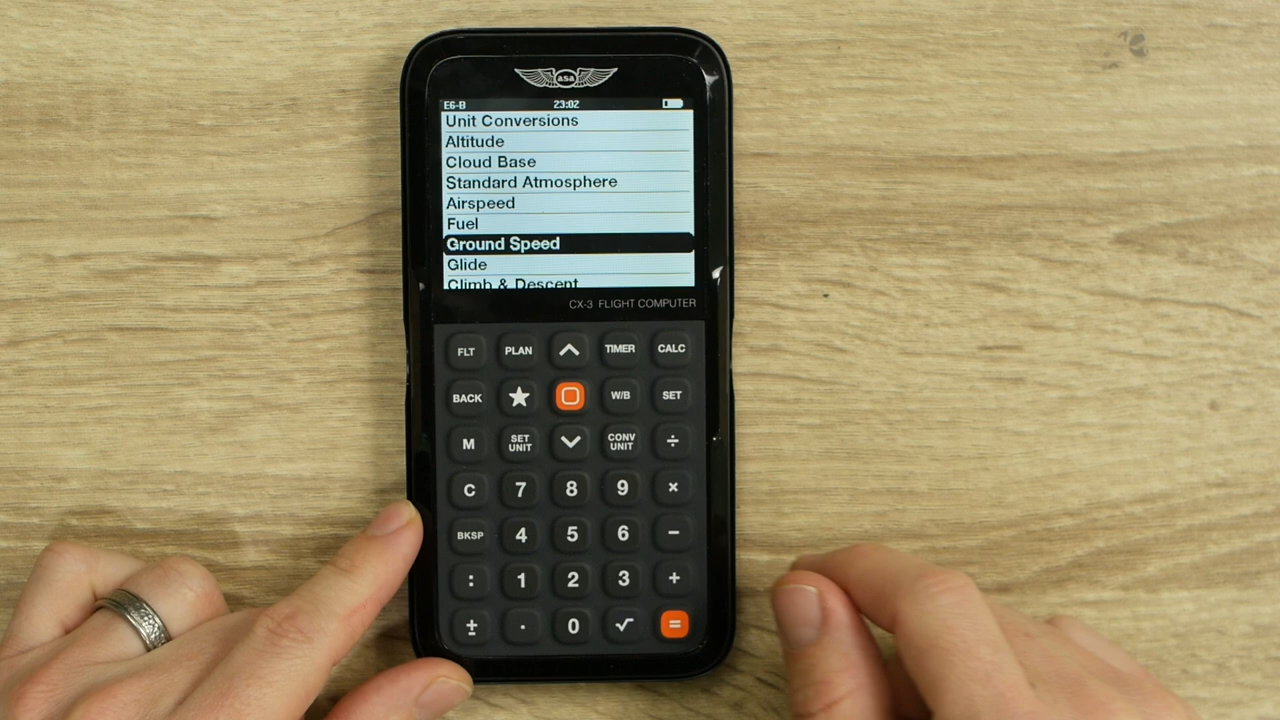 asa
E6-B 23:02
Unit Conversions
Altitude
Cloud Base
Standard Atmosphere
Airspeed
Fuel
Ground Speed
Glide
Climb & Descent
CX-3 FLIGHT COMPUTER
FLT PLAN TIMER CALC
BACK W/B SET
M SET UNIT CONV UNIT ÷
C 7 8 9 ×
BKSP 4 5 6 −
: 1 2 3 +
± . 0 √ =